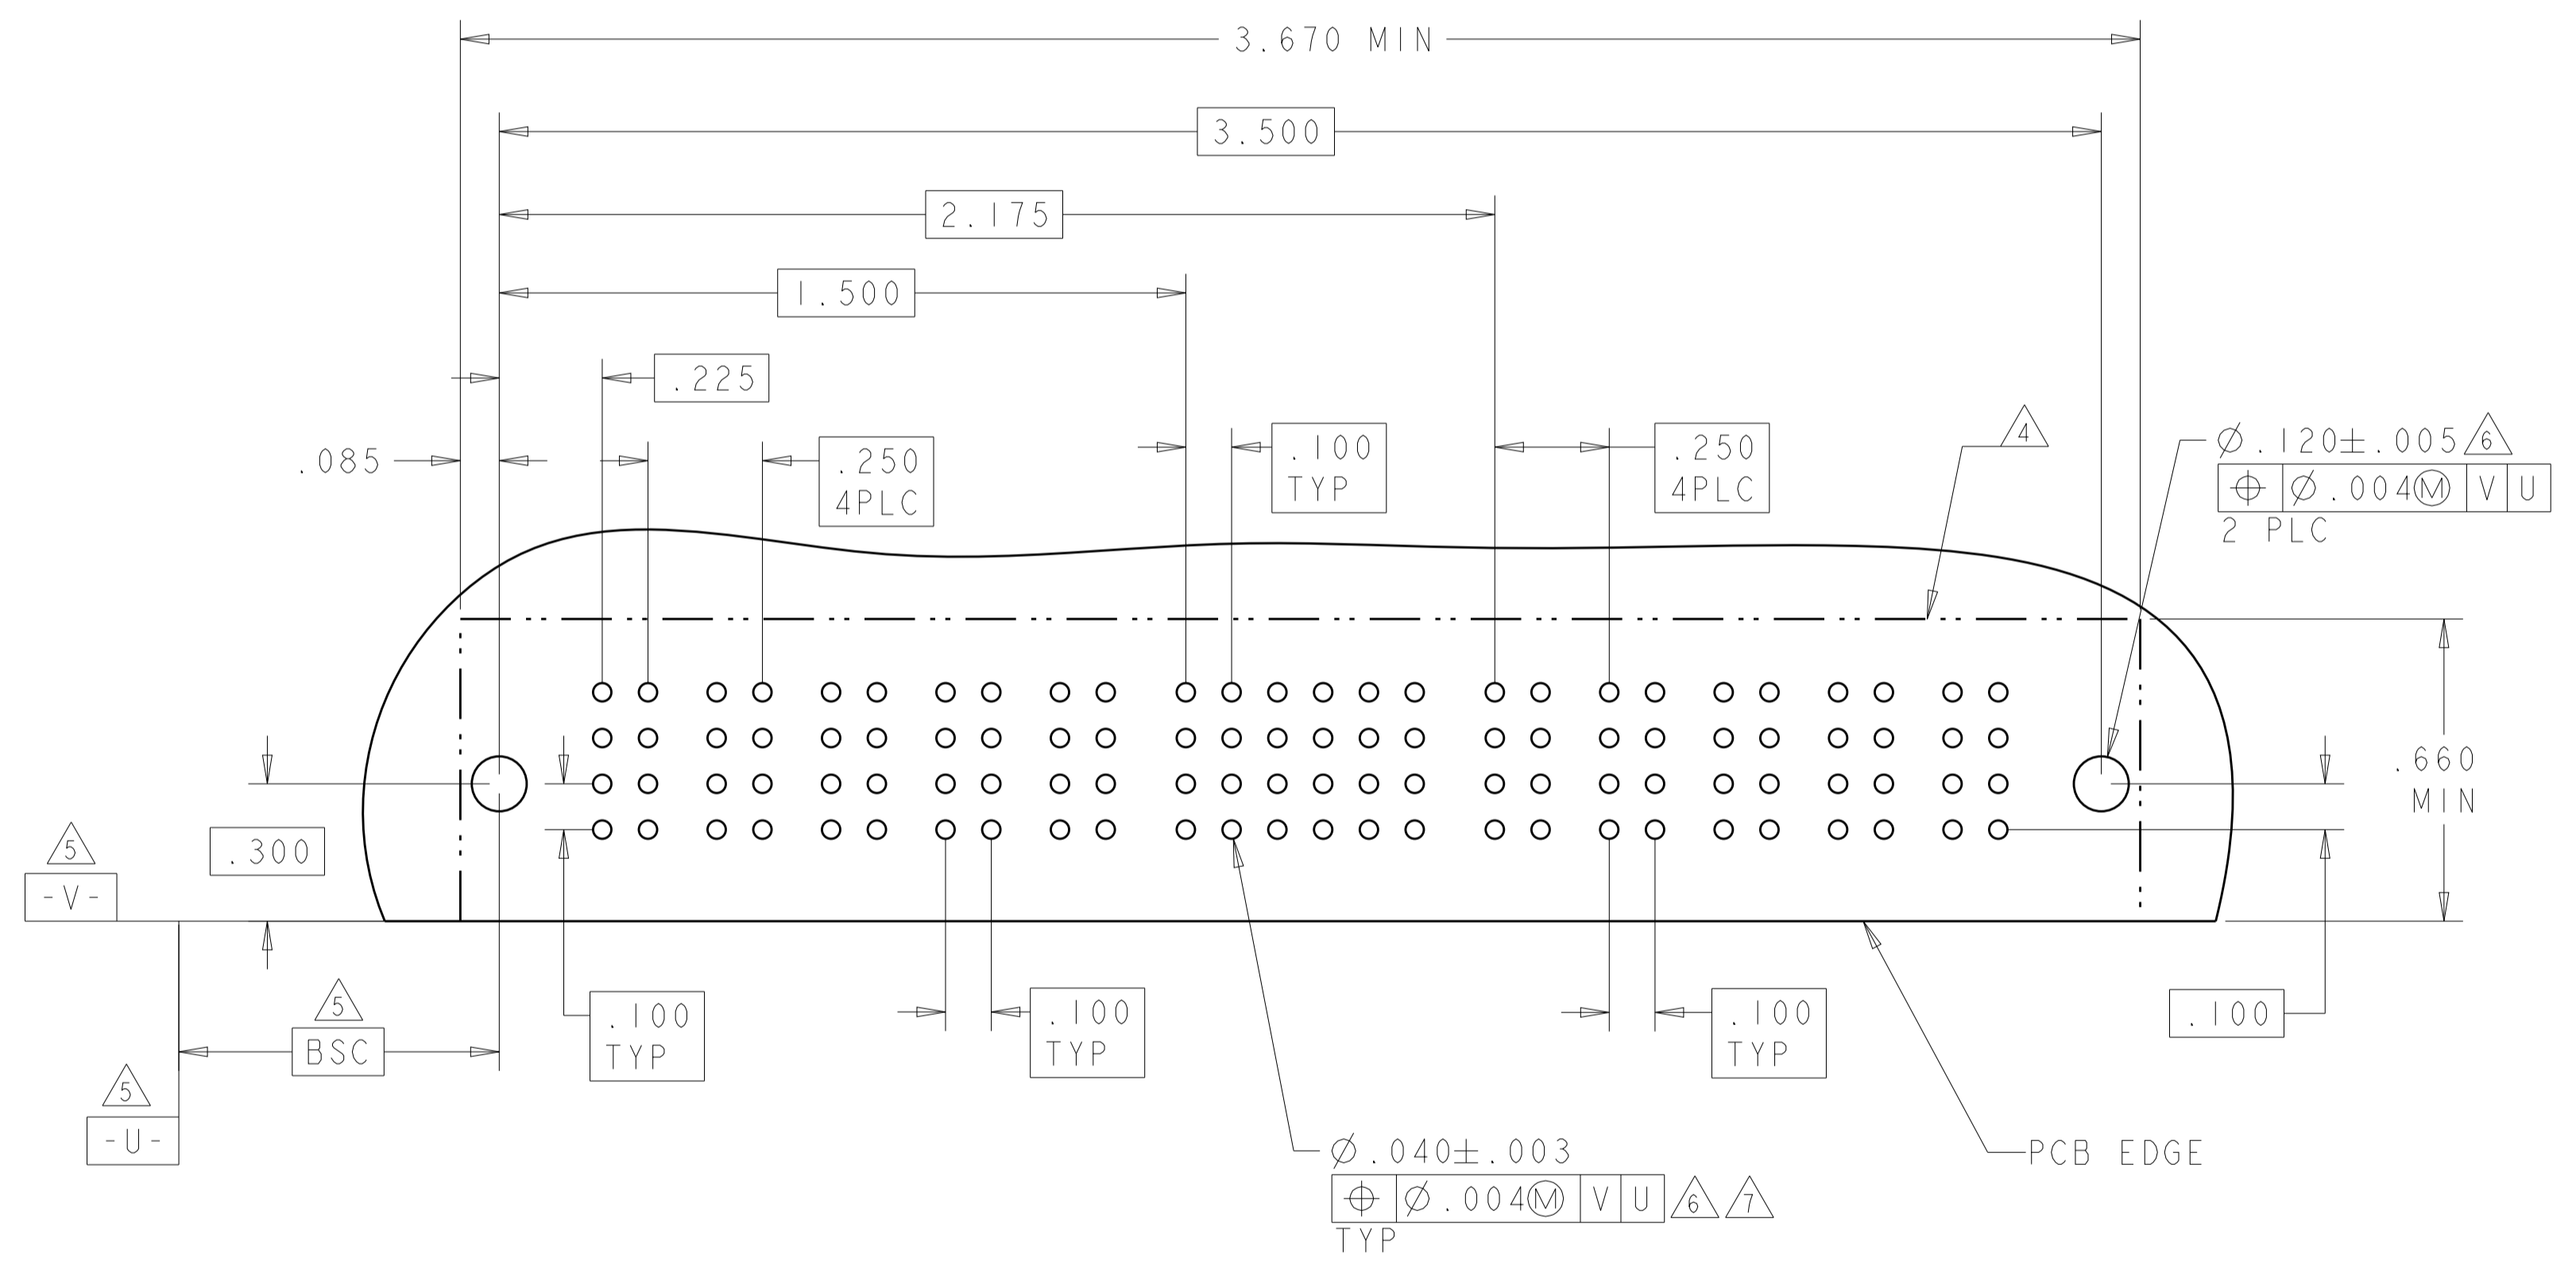 3.670 MIN
3.500
2.175
1.500
.225
.085
.250
4PLC
.100
TYP
.250
4PLC
4
Ø.120±.005 6
⌖ Ø.004Ⓜ V U
2 PLC
.660
MIN
.300
5
-V-
5
BSC
5
-U-
.100
TYP
.100
TYP
.100
TYP
.100
Ø.040±.003
⌖ Ø.004Ⓜ V U 6 7
TYP
PCB EDGE